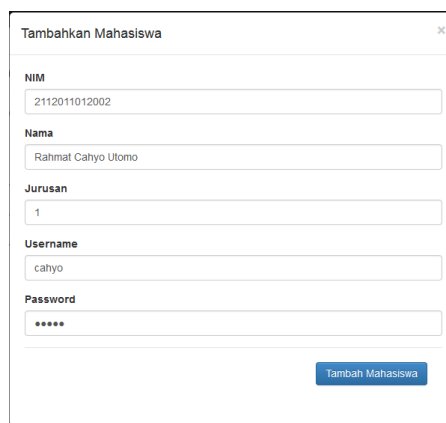 Tambahkan Mahasiswa
×
NIM
2112011012002
Nama
Rahmat Cahyo Utomo
Jurusan
1
Username
cahyo
Password
•••••
Tambah Mahasiswa